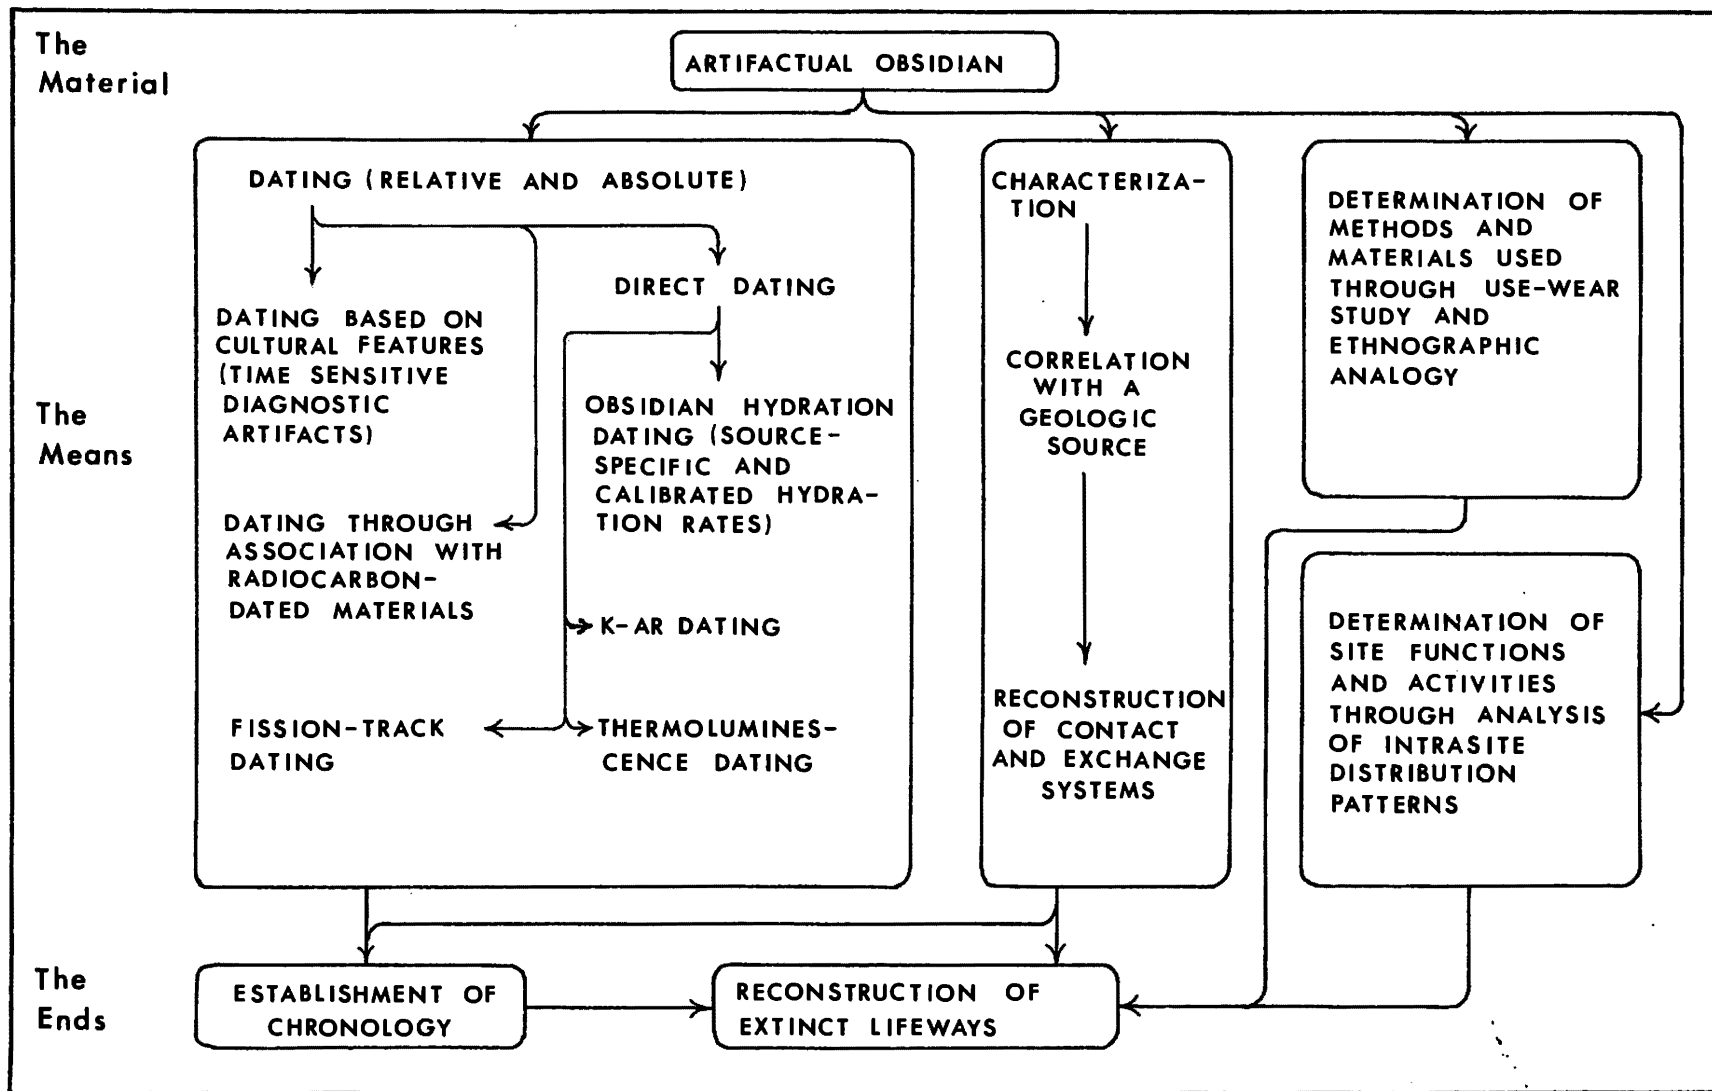 The
Material
ARTIFACTUAL OBSIDIAN
The
Means
DATING (RELATIVE AND ABSOLUTE)
DATING BASED ON
CULTURAL FEATURES
(TIME SENSITIVE
DIAGNOSTIC
ARTIFACTS)
DATING THROUGH
ASSOCIATION WITH
RADIOCARBON-
DATED MATERIALS
DIRECT DATING
OBSIDIAN HYDRATION
DATING (SOURCE-
SPECIFIC AND
CALIBRATED HYDRA-
TION RATES)
K-AR DATING
FISSION-TRACK
DATING
THERMOLUMINES-
CENCE DATING
CHARACTERIZA-
TION
CORRELATION
WITH A
GEOLOGIC
SOURCE
RECONSTRUCTION
OF CONTACT
AND EXCHANGE
SYSTEMS
DETERMINATION OF
METHODS AND
MATERIALS USED
THROUGH USE-WEAR
STUDY AND
ETHNOGRAPHIC
ANALOGY
DETERMINATION OF
SITE FUNCTIONS
AND ACTIVITIES
THROUGH ANALYSIS
OF INTRASITE
DISTRIBUTION
PATTERNS
The
Ends
ESTABLISHMENT OF
CHRONOLOGY
RECONSTRUCTION OF
EXTINCT LIFEWAYS